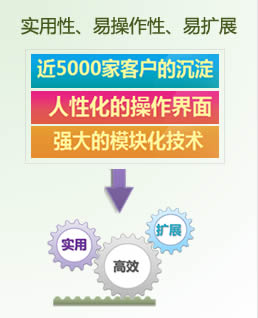 实用性、易操作性、易扩展
近5000家客户的沉淀
人性化的操作界面
强大的模块化技术
实用
扩展
高效